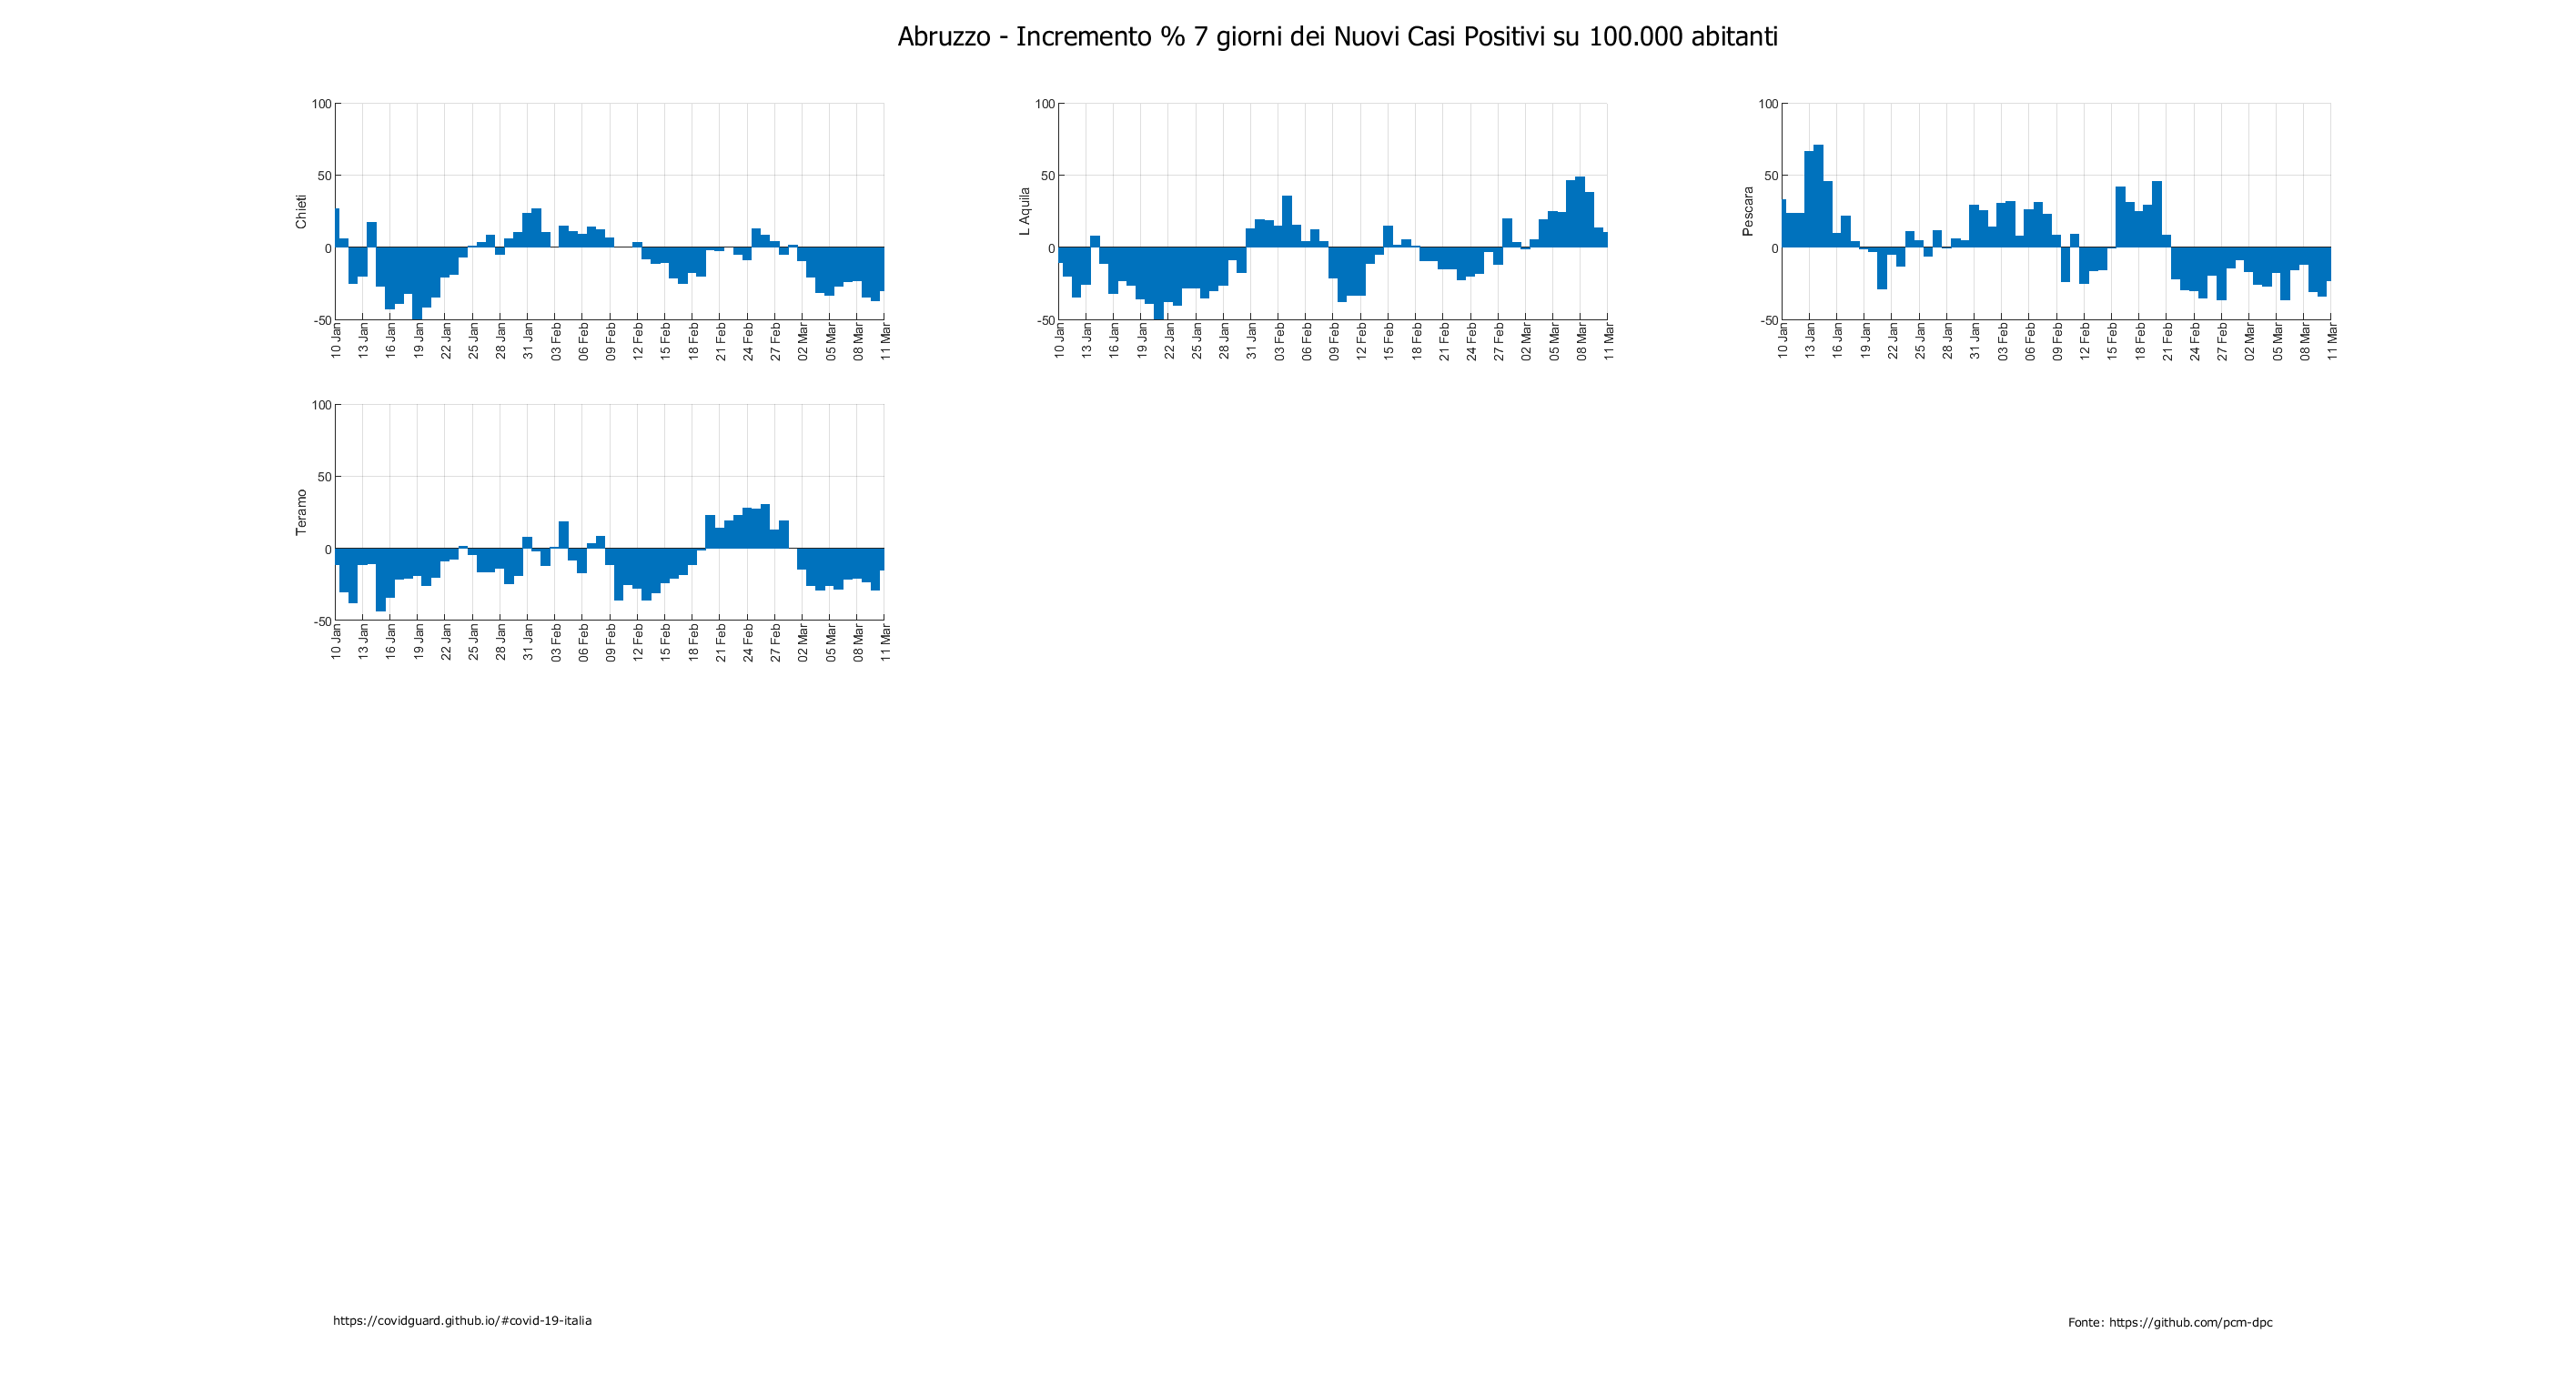 Abruzzo - Incremento % 7 giorni dei Nuovi Casi Positivi su 100.000 abitanti
100
50
0
-50
Chieti
10 Jan
13 Jan
16 Jan
19 Jan
22 Jan
25 Jan
28 Jan
31 Jan
03 Feb
06 Feb
09 Feb
12 Feb
15 Feb
18 Feb
21 Feb
24 Feb
27 Feb
02 Mar
05 Mar
08 Mar
11 Mar
100
50
0
-50
L Aquila
10 Jan
13 Jan
16 Jan
19 Jan
22 Jan
25 Jan
28 Jan
31 Jan
03 Feb
06 Feb
09 Feb
12 Feb
15 Feb
18 Feb
21 Feb
24 Feb
27 Feb
02 Mar
05 Mar
08 Mar
11 Mar
100
50
0
-50
Pescara
10 Jan
13 Jan
16 Jan
19 Jan
22 Jan
25 Jan
28 Jan
31 Jan
03 Feb
06 Feb
09 Feb
12 Feb
15 Feb
18 Feb
21 Feb
24 Feb
27 Feb
02 Mar
05 Mar
08 Mar
11 Mar
100
50
0
-50
Teramo
10 Jan
13 Jan
16 Jan
19 Jan
22 Jan
25 Jan
28 Jan
31 Jan
03 Feb
06 Feb
09 Feb
12 Feb
15 Feb
18 Feb
21 Feb
24 Feb
27 Feb
02 Mar
05 Mar
08 Mar
11 Mar
https://covidguard.github.io/#covid-19-italia
Fonte: https://github.com/pcm-dpc